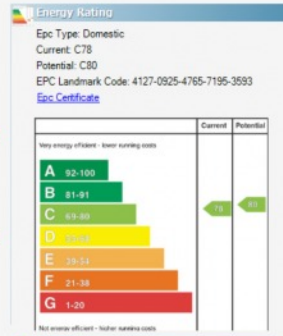 Energy Rating
Epc Type: Domestic
Current: C78
Potential: C80
EPC Landmark Code: 4127-0925-4765-7195-3593
Epc Certificate
Current Potential
Very energy efficient - lower running costs
A 92-100
B 81-91
C 69-80
D
E 39-54
F 21-38
G 1-20
78 80
Not energy efficient - higher running costs